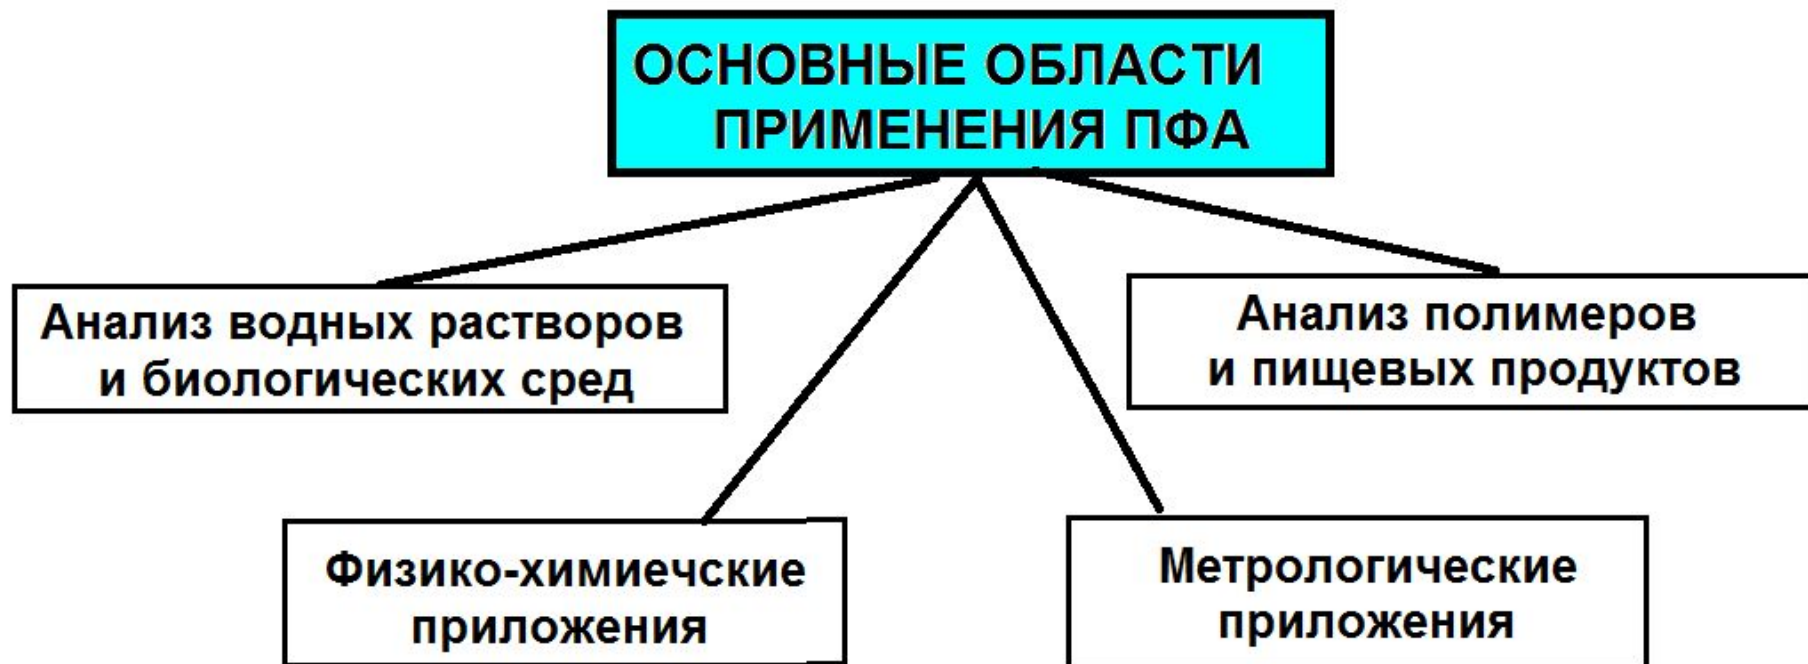 ОСНОВНЫЕ ОБЛАСТИ
ПРИМЕНЕНИЯ ПФА
Анализ водных растворов
и биологических сред
Анализ полимеров
и пищевых продуктов
Физико-химиечские
приложения
Метрологические
приложения